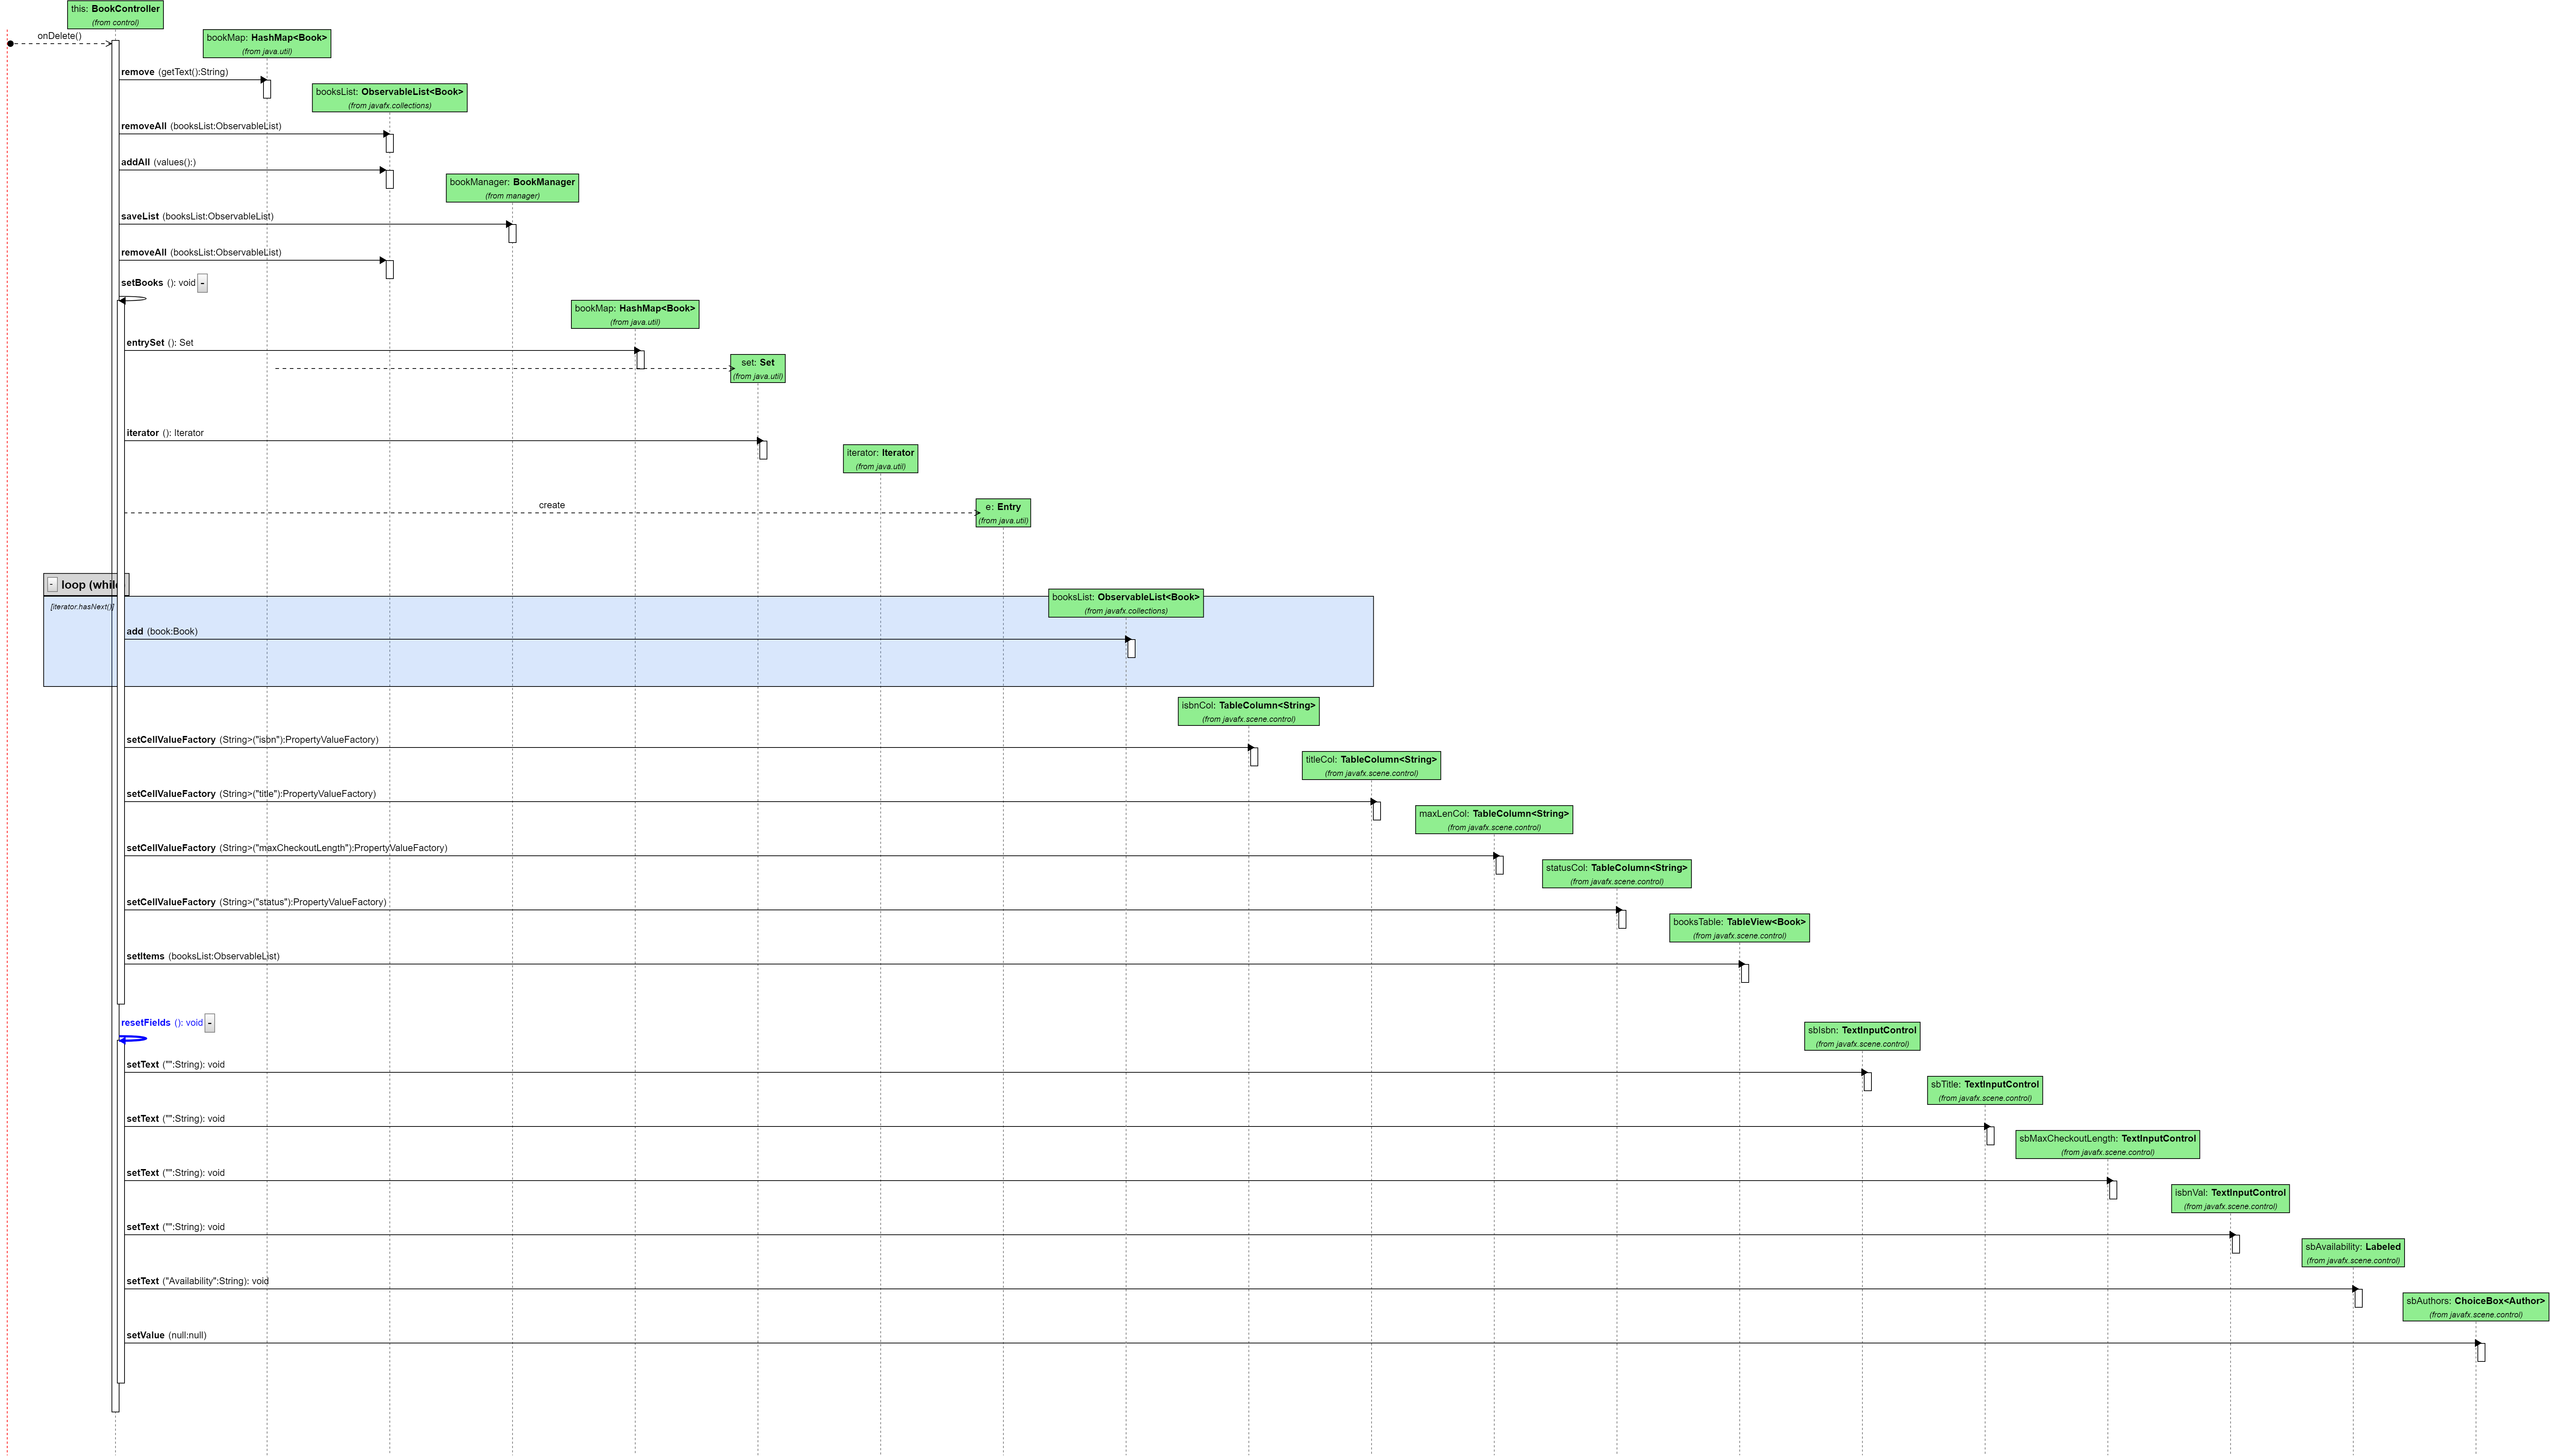 this: BookController
(from control)
onDelete()
bookMap: HashMap<Book>
(from java.util)
remove (getText():String)
booksList: ObservableList<Book>
(from javafx.collections)
removeAll (booksList:ObservableList)
addAll (values():)
bookManager: BookManager
(from manager)
saveList (booksList:ObservableList)
removeAll (booksList:ObservableList)
setBooks (): void -
bookMap: HashMap<Book>
(from java.util)
entrySet (): Set
set: Set
(from java.util)
iterator (): Iterator
iterator: Iterator
(from java.util)
create
e: Entry
(from java.util)
- loop (while
[iterator.hasNext()]
booksList: ObservableList<Book>
(from javafx.collections)
add (book:Book)
isbnCol: TableColumn<String>
(from javafx.scene.control)
setCellValueFactory (String>("isbn"):PropertyValueFactory)
titleCol: TableColumn<String>
(from javafx.scene.control)
setCellValueFactory (String>("title"):PropertyValueFactory)
maxLenCol: TableColumn<String>
(from javafx.scene.control)
setCellValueFactory (String>("maxCheckoutLength"):PropertyValueFactory)
statusCol: TableColumn<String>
(from javafx.scene.control)
setCellValueFactory (String>("status"):PropertyValueFactory)
booksTable: TableView<Book>
(from javafx.scene.control)
setItems (booksList:ObservableList)
resetFields (): void -
sbIsbn: TextInputControl
(from javafx.scene.control)
setText ("":String): void
sbTitle: TextInputControl
(from javafx.scene.control)
setText ("":String): void
sbMaxCheckoutLength: TextInputControl
(from javafx.scene.control)
setText ("":String): void
isbnVal: TextInputControl
(from javafx.scene.control)
setText ("":String): void
sbAvailability: Labeled
(from javafx.scene.control)
setText ("Availability":String): void
sbAuthors: ChoiceBox<Author>
(from javafx.scene.control)
setValue (null:null)